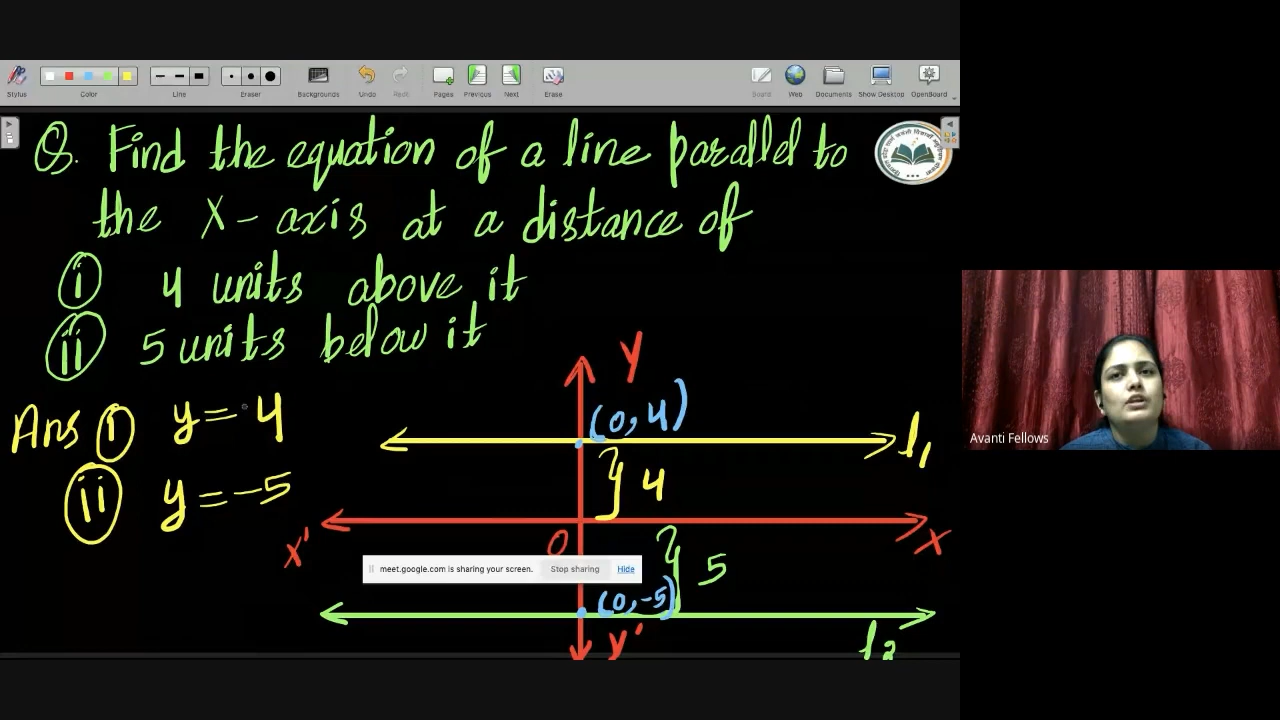 Stylus
Color
Line
Eraser
Backgrounds
Undo
Redo
Pages
Previous
Next
Erase
Board
Web
Documents
Show Desktop
OpenBoard
Q. Find the equation of a line parallel to
the X-axis at a distance of
i 4 units above it
ii 5 units below it
Ans i y = 4
ii y = -5
Y
(0, 4)
l1
4
X'
O
X
5
(0, -5)
Y'
l2
meet.google.com is sharing your screen. Stop sharing Hide
Avanti Fellows